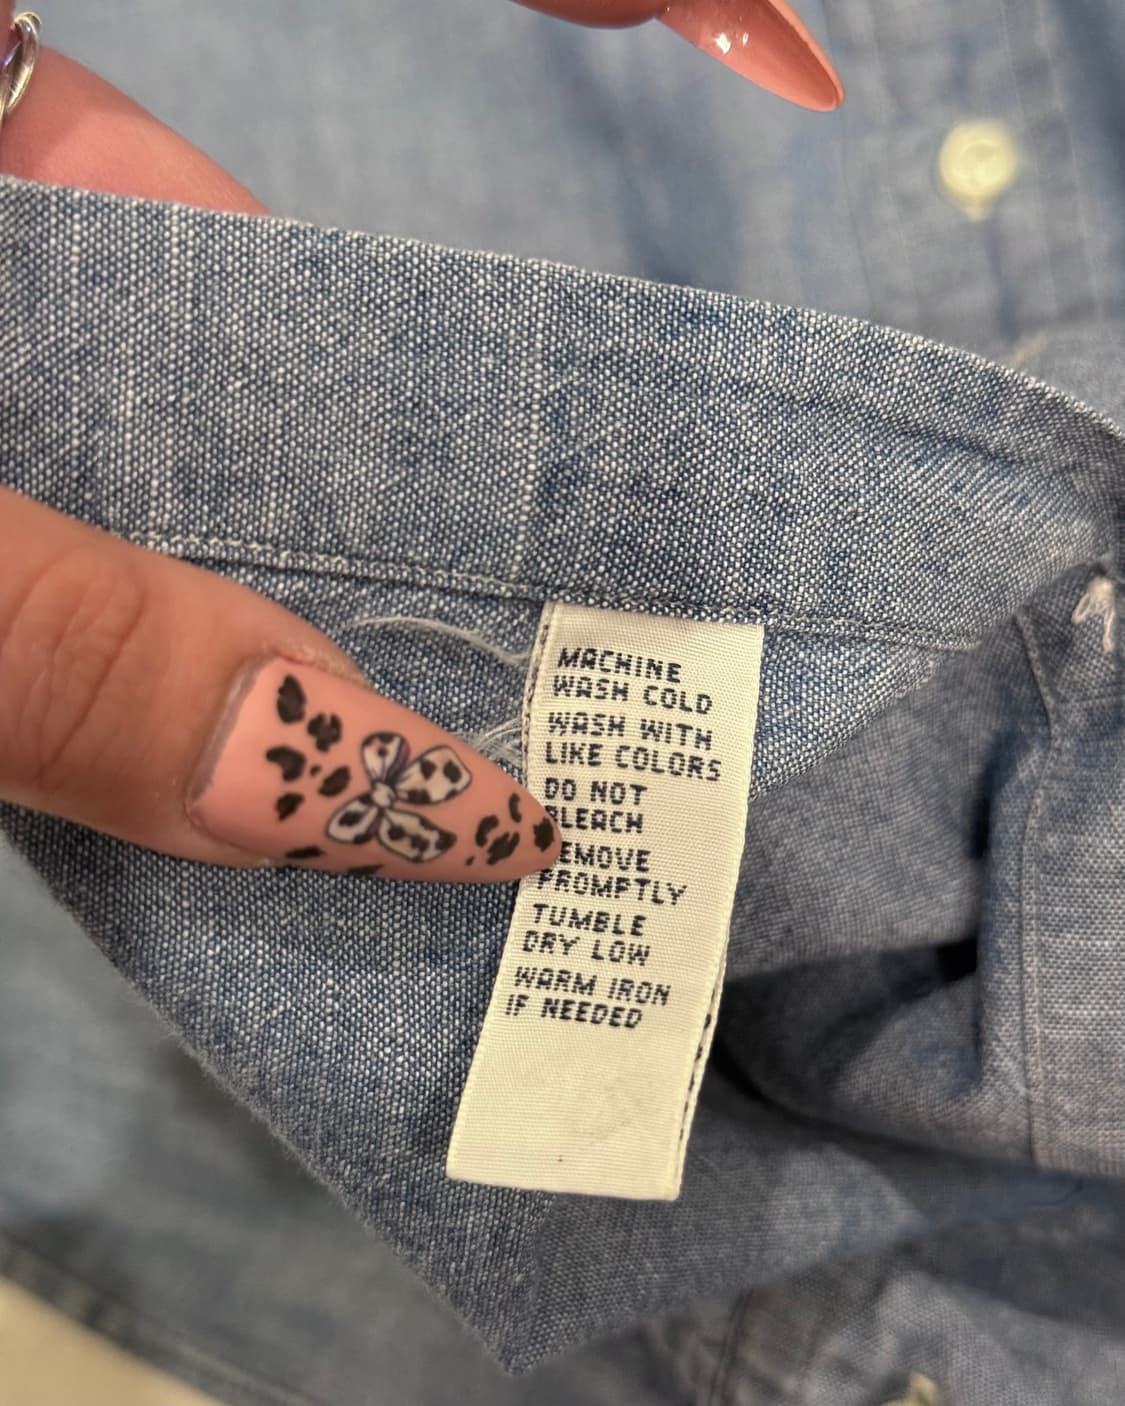 MACHINE
WASH COLD
WASH WITH
LIKE COLORS
DO NOT
BLEACH
REMOVE
PROMPTLY
TUMBLE
DRY LOW
WARM IRON
IF NEEDED